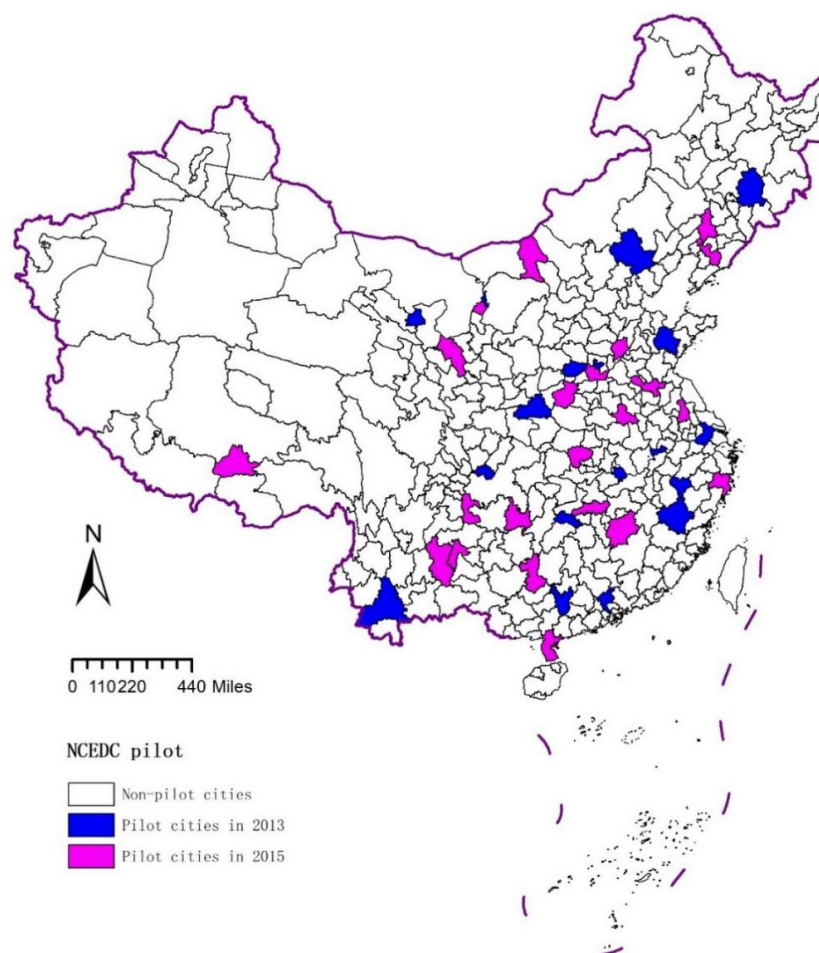 N
0 110220 440 Miles
NCEDC pilot
Non-pilot cities
Pilot cities in 2013
Pilot cities in 2015